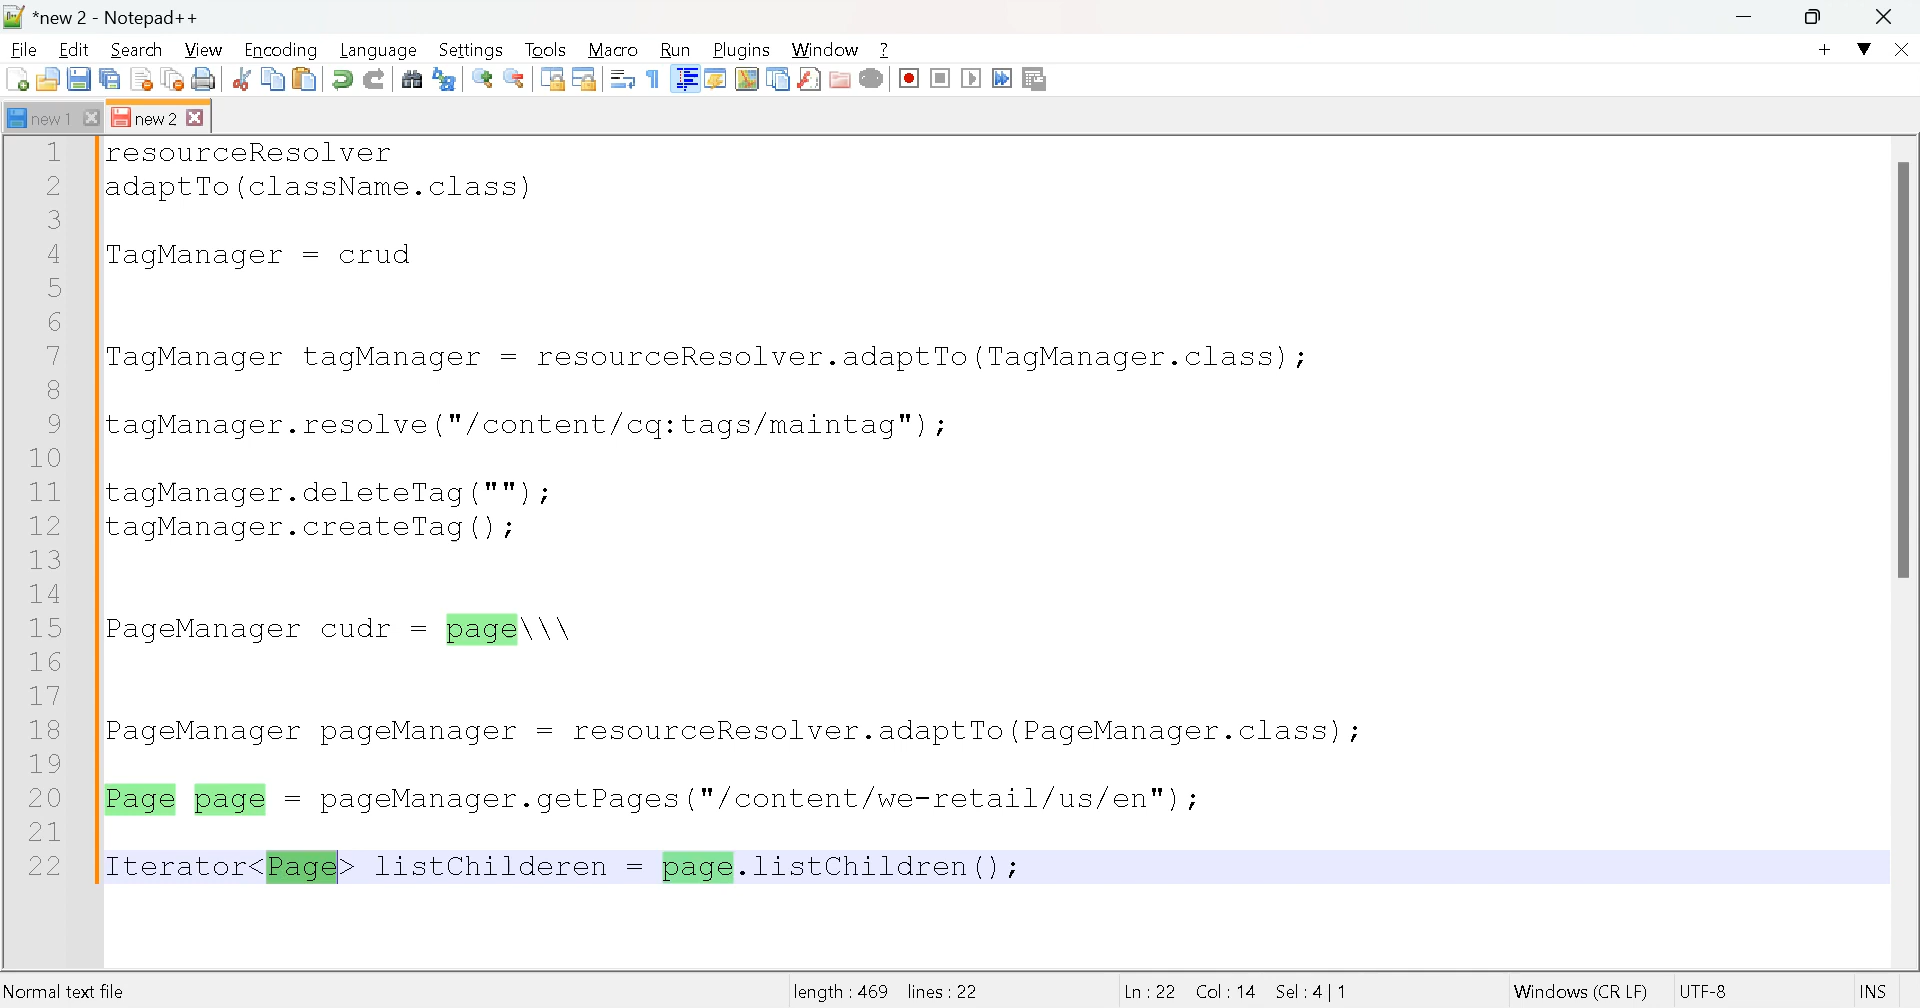 *new 2 - Notepad++
File Edit Search View Encoding Language Settings Tools Macro Run Plugins Window ?
new 1 new 2
1 resourceResolver
2 adaptTo(className.class)
3
4 TagManager = crud
5
6
7 TagManager tagManager = resourceResolver.adaptTo(TagManager.class);
8
9 tagManager.resolve("/content/cq:tags/maintag");
10
11 tagManager.deleteTag("");
12 tagManager.createTag();
13
14
15 PageManager cudr = page\\\
16
17
18 PageManager pageManager = resourceResolver.adaptTo(PageManager.class);
19
20 Page page = pageManager.getPages("/content/we-retail/us/en");
21
22 Iterator<Page> listChilderen = page.listChildren();
Normal text file length : 469 lines : 22 Ln : 22 Col : 14 Sel : 4 | 1 Windows (CR LF) UTF-8 INS